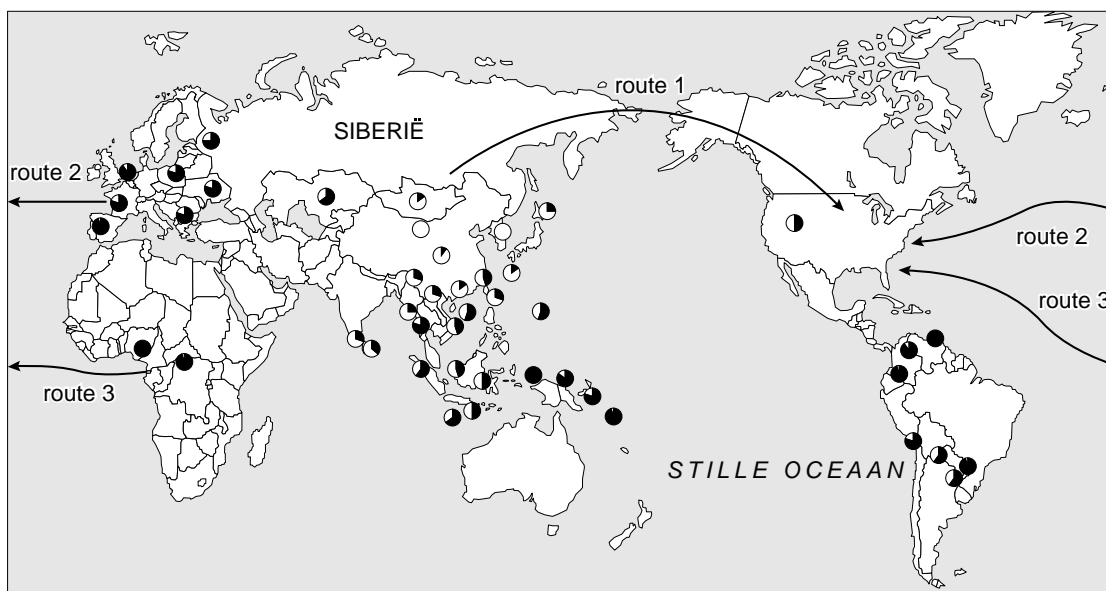 route 1
SIBERIË
route 2
route 2
route 3
route 3
STILLE OCEAAN